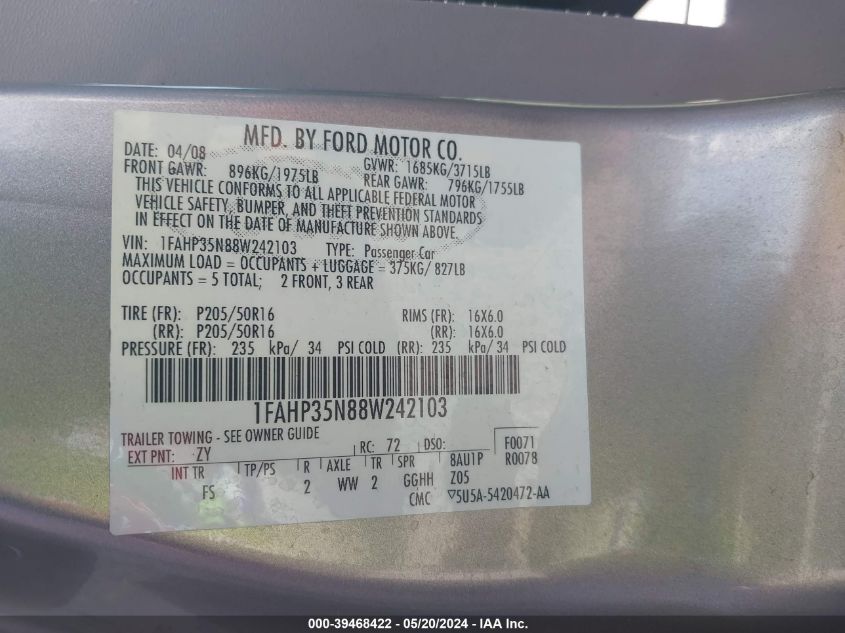 MFD. BY FORD MOTOR CO.
DATE: 04/08 GVWR: 1685KG/3715LB
FRONT GAWR: 896KG/1975LB REAR GAWR: 796KG/1755LB
THIS VEHICLE CONFORMS TO ALL APPLICABLE FEDERAL MOTOR
VEHICLE SAFETY, BUMPER, AND THEFT PREVENTION STANDARDS
IN EFFECT ON THE DATE OF MANUFACTURE SHOWN ABOVE.
VIN: 1FAHP35N88W242103 TYPE: Passenger Car
MAXIMUM LOAD = OCCUPANTS + LUGGAGE = 375KG/ 827LB
OCCUPANTS = 5 TOTAL; 2 FRONT, 3 REAR
TIRE (FR): P205/50R16 RIMS (FR): 16X6.0
(RR): P205/50R16 (RR): 16X6.0
PRESSURE (FR): 235 kPa/ 34 PSI COLD (RR): 235 kPa/ 34 PSI COLD
1FAHP35N88W242103
TRAILER TOWING - SEE OWNER GUIDE
EXT PNT: ZY RC: 72 DSO: F0071
INT TR TP/PS R AXLE TR SPR 8AU1P R0078
FS 2 WW 2 GGHH Z05
CMC ▽5U5A-5420472-AA
000-39468422 - 05/20/2024 - IAA Inc.